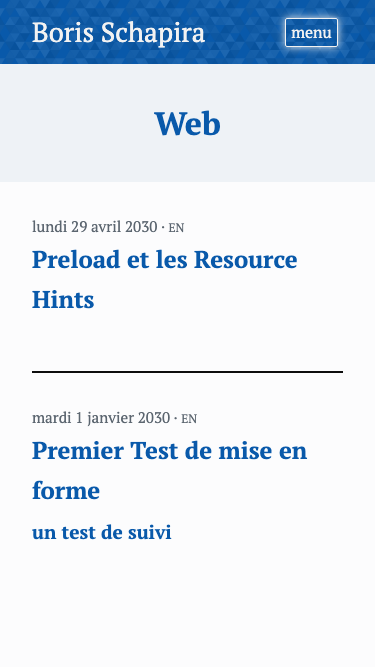 Boris Schapira
menu
Web
lundi 29 avril 2030 · EN
Preload et les Resource
Hints
mardi 1 janvier 2030 · EN
Premier Test de mise en
forme
un test de suivi